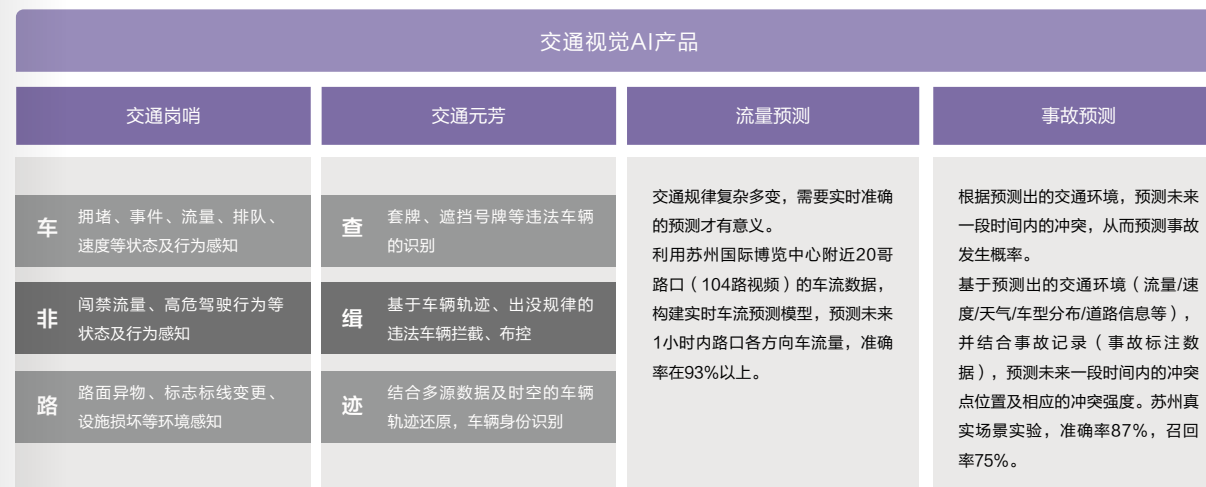 交通视觉AI产品
交通岗哨
车
拥堵、事件、流量、排队、
速度等状态及行为感知
非
闯禁流量、高危驾驶行为等
状态及行为感知
路
路面异物、标志标线变更、
设施损坏等环境感知
交通元芳
查
套牌、遮挡号牌等违法车辆
的识别
缉
基于车辆轨迹、出没规律的
违法车辆拦截、布控
迹
结合多源数据及时空的车辆
轨迹还原，车辆身份识别
流量预测
交通规律复杂多变，需要实时准确
的预测才有意义。
利用苏州国际博览中心附近20哥
路口（104路视频）的车流数据，
构建实时车流预测模型，预测未来
1小时内路口各方向车流量，准确
率在93%以上。
事故预测
根据预测出的交通环境，预测未来
一段时间内的冲突，从而预测事故
发生概率。
基于预测出的交通环境（流量/速
度/天气/车型分布/道路信息等），
并结合事故记录（事故标注数
据），预测未来一段时间内的冲突
点位置及相应的冲突强度。苏州真
实场景实验，准确率87%，召回
率75%。